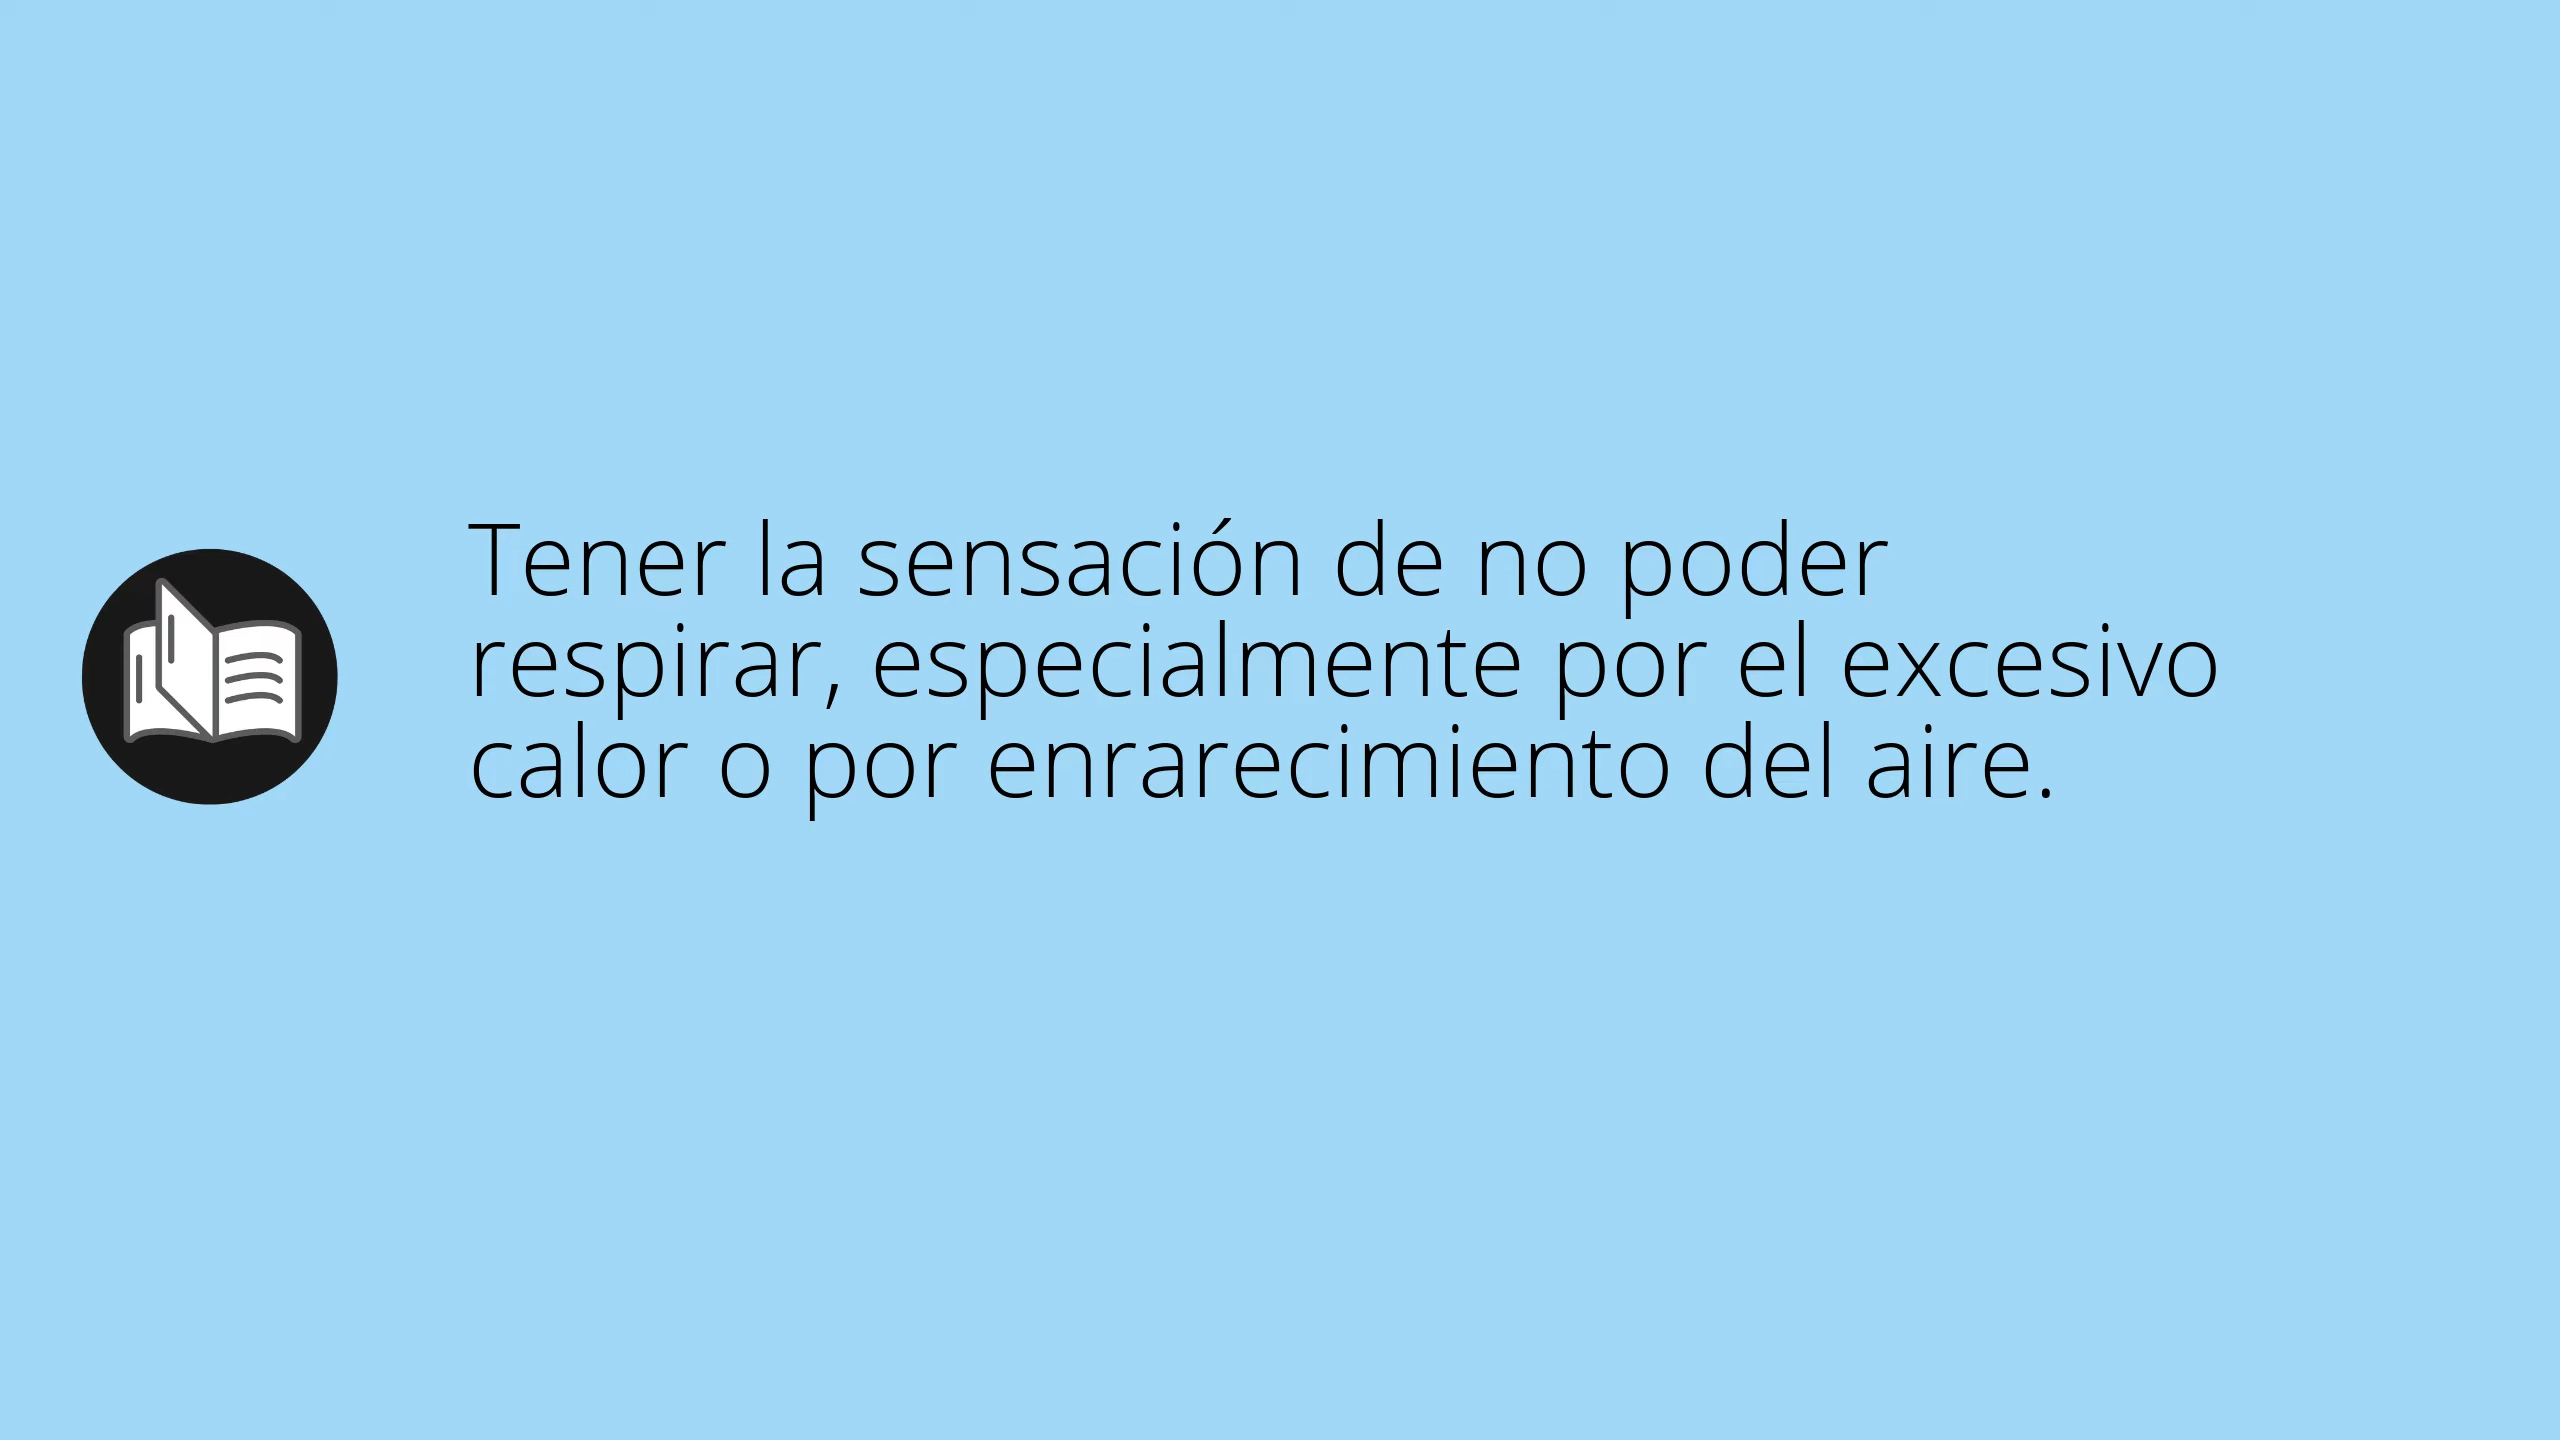 Tener la sensación de no poder
respirar, especialmente por el excesivo
calor o por enrarecimiento del aire.